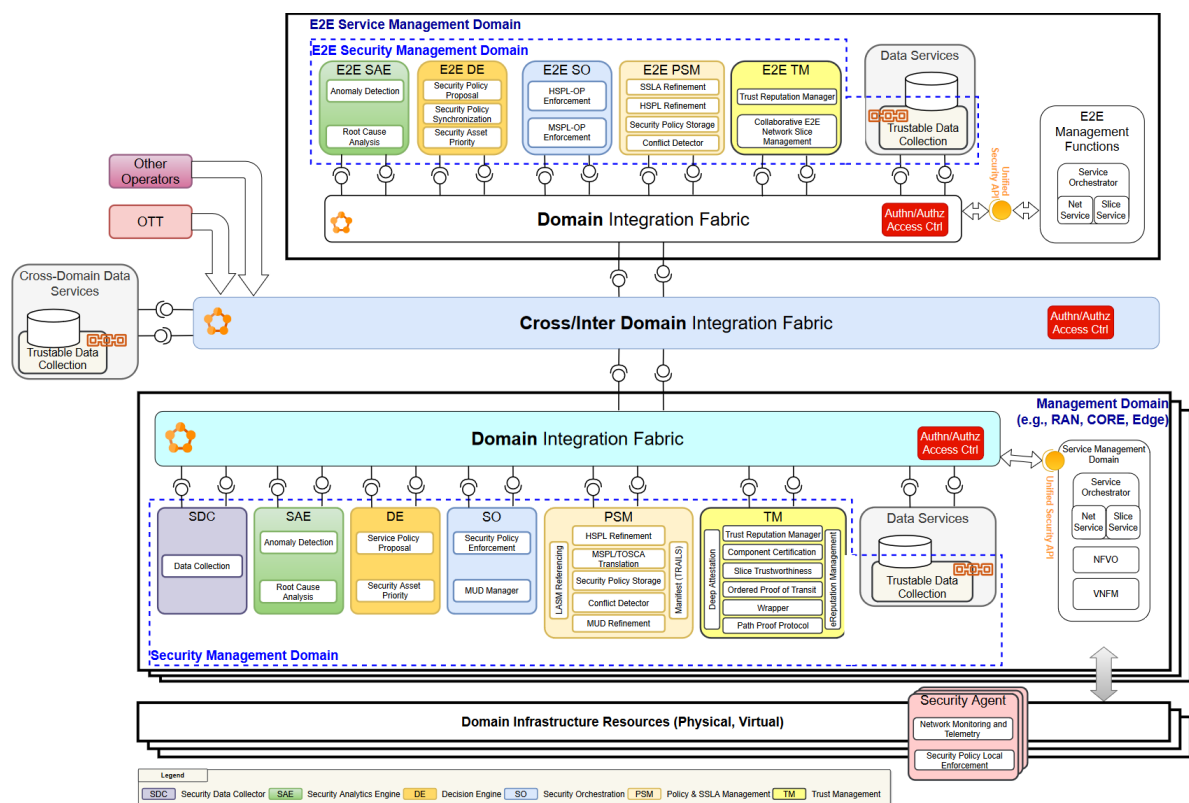 E2E Service Management Domain
E2E Security Management Domain
E2E SAE
Anomaly Detection
Root Cause
Analysis
E2E DE
Security Policy
Proposal
Security Policy
Synchronization
Security Asset
Priority
E2E SO
HSPL-OP
Enforcement
MSPL-OP
Enforcement
E2E PSM
SSLA Refinement
HSPL Refinement
Security Policy Storage
Conflict Detector
E2E TM
Trust Reputation Manager
Collaborative E2E
Network Slice
Management
Data Services
Trustable Data
Collection
Unified
Security API
E2E
Management
Functions
Service
Orchestrator
Net
Service
Slice
Service
Domain Integration Fabric
Authn/Authz
Access Ctrl
Other
Operators
OTT
Cross-Domain Data
Services
Trustable Data
Collection
Cross/Inter Domain Integration Fabric
Authn/Authz
Access Ctrl
Management Domain
(e.g., RAN, CORE, Edge)
Domain Integration Fabric
Authn/Authz
Access Ctrl
Unified Security API
Service Management
Domain
Service
Orchestrator
Net
Service
Slice
Service
NFVO
VNFM
SDC
Data Collection
SAE
Anomaly Detection
Root Cause
Analysis
DE
Service Policy
Proposal
Security Asset
Priority
SO
Security Policy
Enforcement
MUD Manager
PSM
LASM Referencing
HSPL Refinement
MSPL/TOSCA
Translation
Security Policy Storage
Conflict Detector
MUD Refinement
Manifest (TRAILS)
TM
Deep Attestation
Trust Reputation Manager
Component Certification
Slice Trustworthiness
Ordered Proof of Transit
Wrapper
Path Proof Protocol
eReputation Management
Data Services
Trustable Data
Collection
Security Management Domain
Domain Infrastructure Resources (Physical, Virtual)
Security Agent
Network Monitoring and
Telemetry
Security Policy Local
Enforcement
Legend
SDC Security Data Collector SAE Security Analytics Engine DE Decision Engine SO Security Orchestration PSM Policy & SSLA Management TM Trust Management